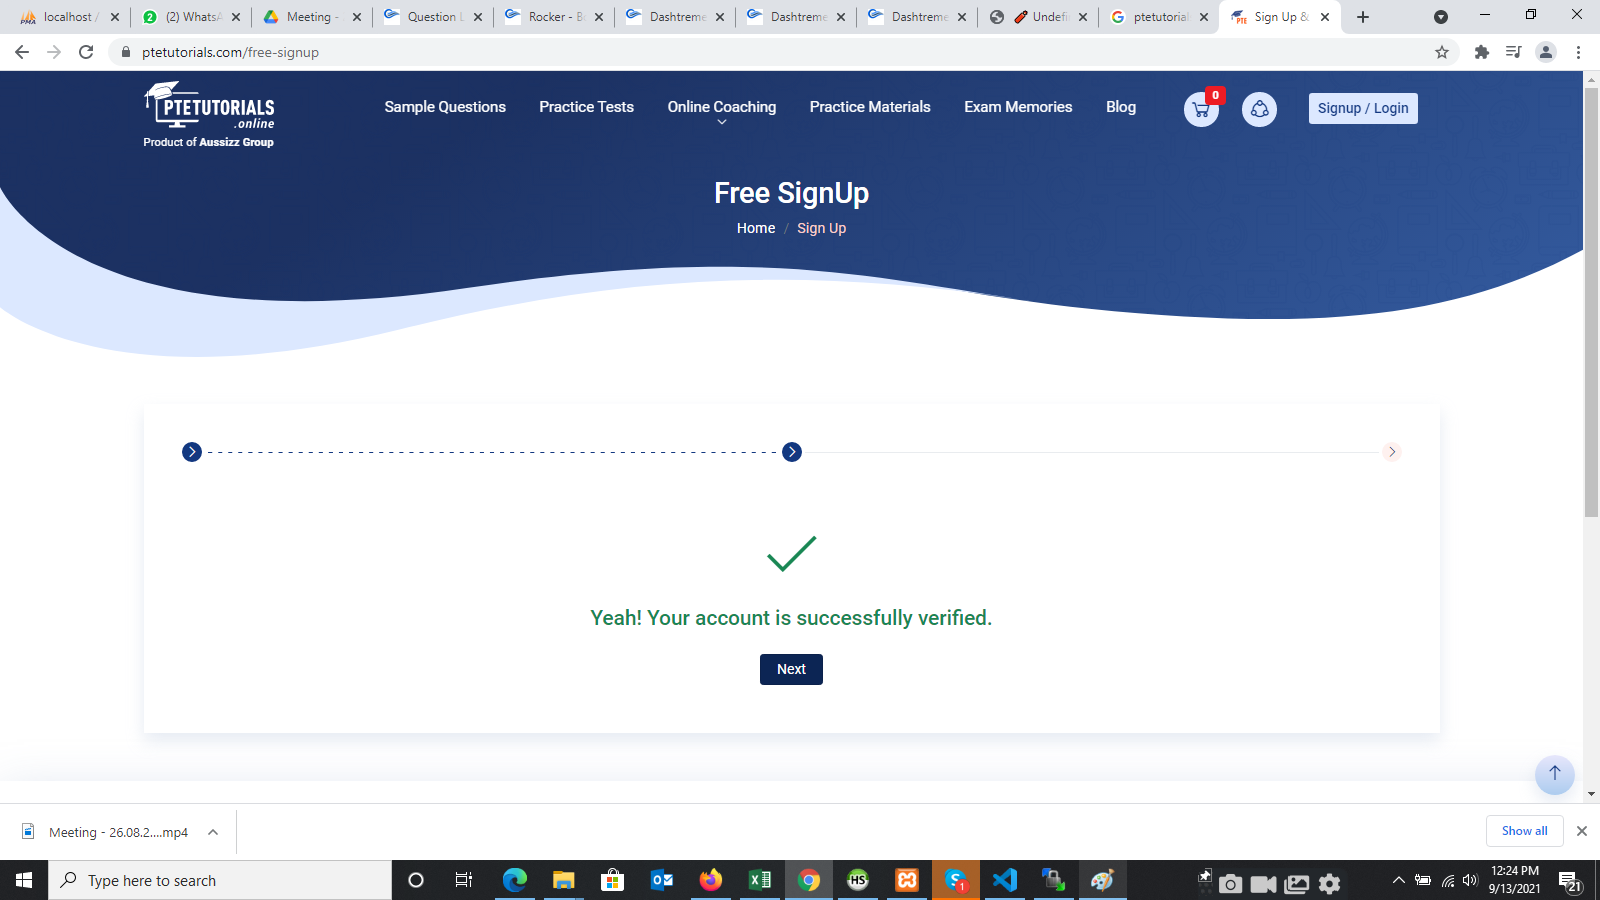 localhost /
(2) WhatsA
Meeting -
Question L
Rocker - B
Dashtreme
Dashtreme
Dashtreme
Undefi
ptetutorial
Sign Up &
ptetutorials.com/free-signup
PTETUTORIALS
.online
Product of Aussizz Group
Sample Questions
Practice Tests
Online Coaching
Practice Materials
Exam Memories
Blog
0
Signup / Login
Free SignUp
Home / Sign Up
Yeah! Your account is successfully verified.
Next
Meeting - 26.08.2....mp4
Show all
Type here to search
12:24 PM
9/13/2021
21